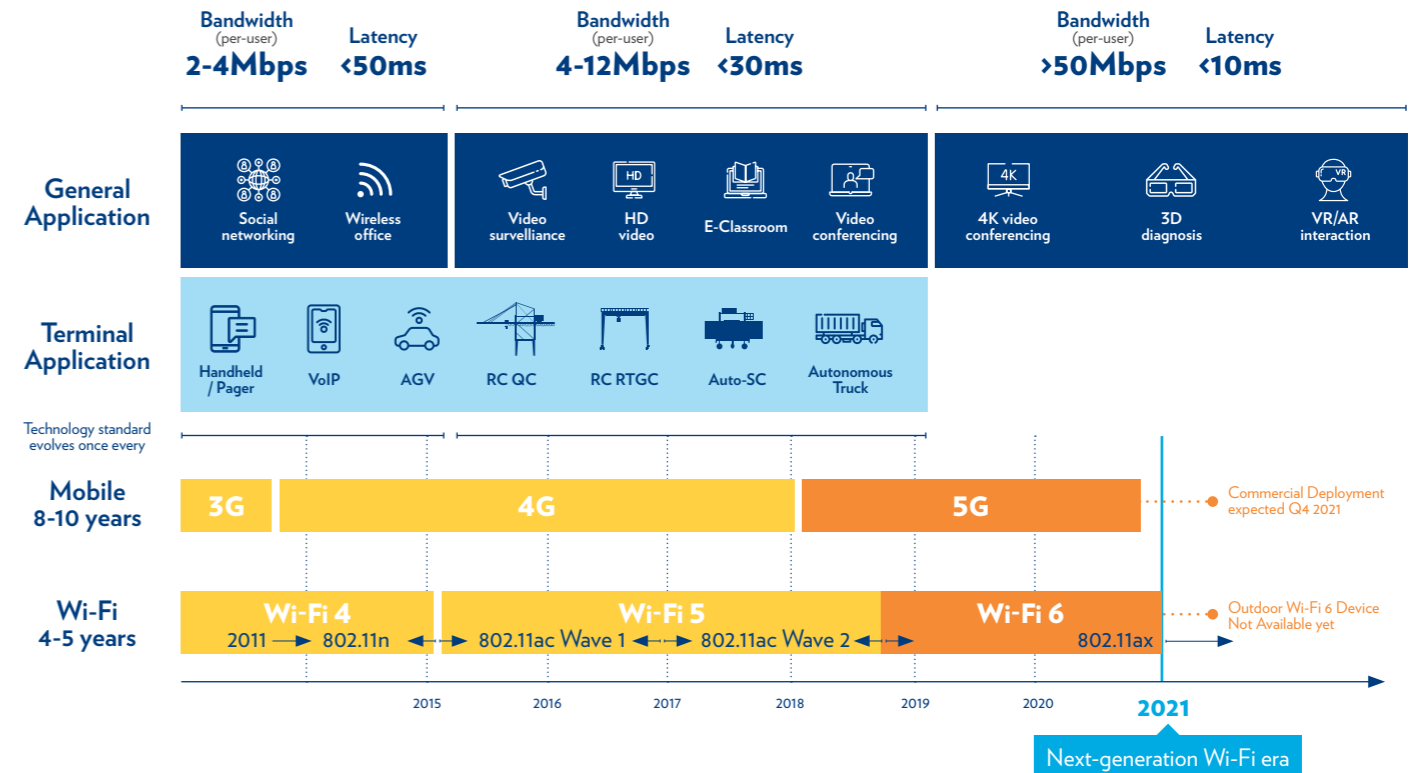 Bandwidth
(per-user)
2-4Mbps
Latency
<50ms
Bandwidth
(per-user)
4-12Mbps
Latency
<30ms
Bandwidth
(per-user)
>50Mbps
Latency
<10ms
General
Application
Social
networking
Wireless
office
Video
survelliance
HD
HD
video
E-Classroom
Video
conferencing
4K
4K video
conferencing
3D
diagnosis
VR
VR/AR
interaction
Terminal
Application
Handheld
/ Pager
VoIP
AGV
RC QC
RC RTGC
Auto-SC
Autonomous
Truck
Technology standard
evolves once every
Mobile
8-10 years
3G
4G
5G
Commercial Deployment
expected Q4 2021
Wi-Fi
4-5 years
Wi-Fi 4
2011
802.11n
Wi-Fi 5
802.11ac Wave 1
802.11ac Wave 2
Wi-Fi 6
802.11ax
Outdoor Wi-Fi 6 Device
Not Available yet
2015
2016
2017
2018
2019
2020
2021
Next-generation Wi-Fi era